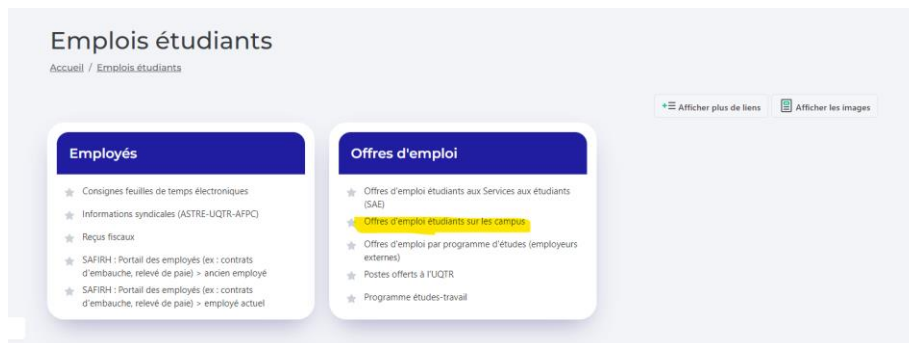 Emplois étudiants
Accueil / Emplois étudiants
Afficher plus de liens
Afficher les images
Employés
Consignes feuilles de temps électroniques
Informations syndicales (ASTRE-UQTR-AFPC)
Reçus fiscaux
SAFIRH : Portail des employés (ex : contrats
d'embauche, relevé de paie) > ancien employé
SAFIRH : Portail des employés (ex : contrats
d'embauche, relevé de paie) > employé actuel
Offres d'emploi
Offres d'emploi étudiants aux Services aux étudiants
(SAE)
Offres d'emploi étudiants sur les campus
Offres d'emploi par programme d'études (employeurs
externes)
Postes offerts à l'UQTR
Programme études-travail